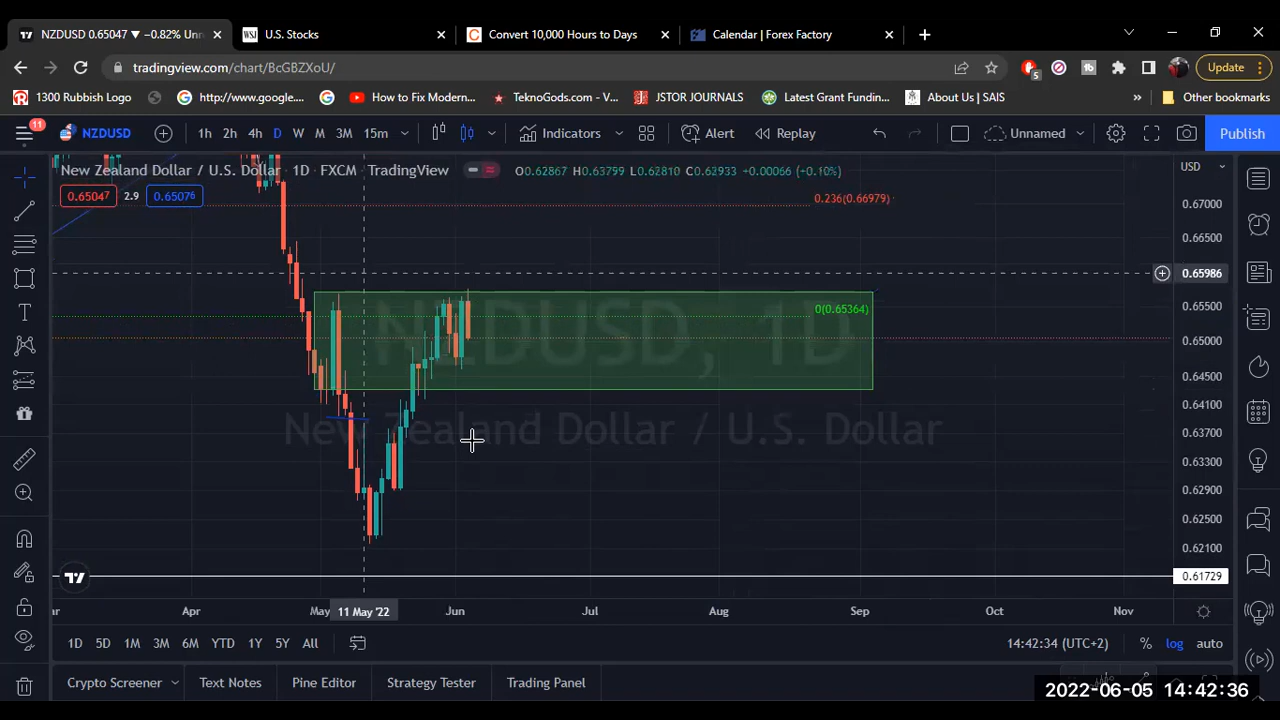 NZDUSD 0.65047 ▼ −0.82% Unn
U.S. Stocks
Convert 10,000 Hours to Days
Calendar | Forex Factory
tradingview.com/chart/BcGBZXoU/
5
Update
1300 Rubbish Logo
http://www.google....
How to Fix Modern...
TeknoGods.com - V...
JSTOR JOURNALS
Latest Grant Fundin...
About Us | SAIS
»
Other bookmarks
11
NZDUSD
1h 2h 4h D W M 3M 15m
Indicators
Alert
Replay
Unnamed
Publish
New Zealand Dollar / U.S. Dollar · 1D · FXCM · TradingView
O0.62867 H0.63799 L0.62810 C0.62933 +0.00066 (+0.10%)
USD
0.65047 2.9 0.65076
0.236(0.66979)
0.67000
0.66500
0.65986
0.65500
0(0.65364)
0.65000
NZDUSD, 1D
0.64500
0.64100
New Zealand Dollar / U.S. Dollar
0.63700
0.63300
0.62900
0.62500
0.62100
0.61729
ar Apr May 11 May '22 Jun Jul Aug Sep Oct Nov
1D 5D 1M 3M 6M YTD 1Y 5Y All
14:42:34 (UTC+2)
% log auto
Crypto Screener
Text Notes
Pine Editor
Strategy Tester
Trading Panel
2022-06-05 14:42:36